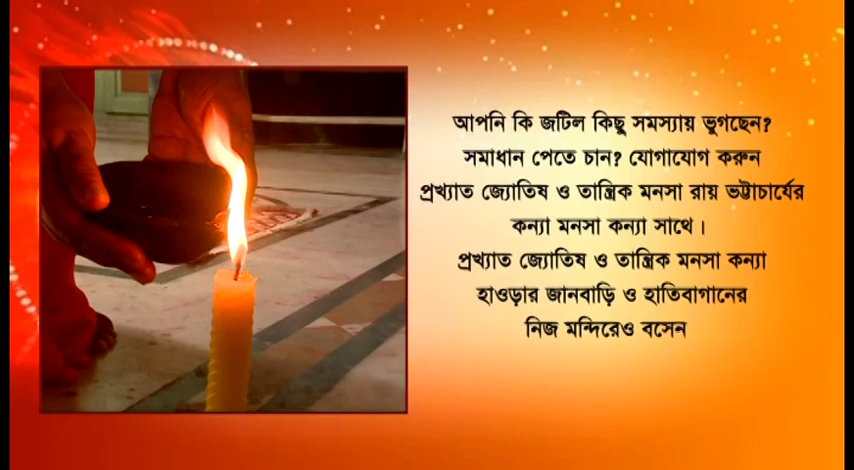 আপনি কি জটিল কিছু সমস্যায় ভুগছেন?
সমাধান পেতে চান? যোগাযোগ করুন
প্রখ্যাত জ্যোতিষ ও তান্ত্রিক মনসা রায় ভট্টাচার্যের
কন্যা মনসা কন্যা সাথে।
প্রখ্যাত জ্যোতিষ ও তান্ত্রিক মনসা কন্যা
হাওড়ার জানবাড়ি ও হাতিবাগানের
নিজ মন্দিরেও বসেন